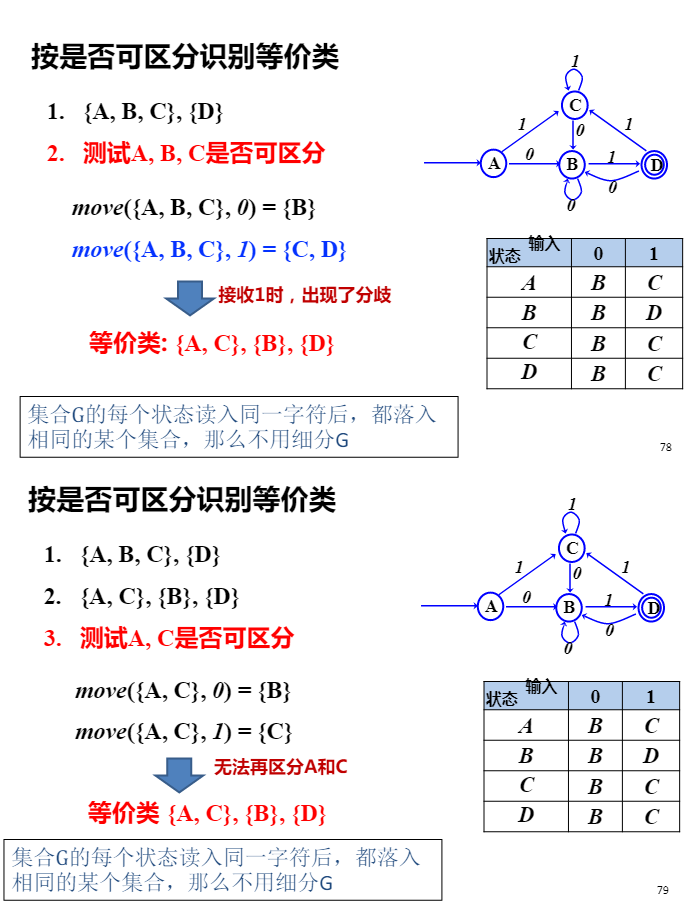 按是否可区分识别等价类
1. {A, B, C}, {D}
2. 测试A, B, C是否可区分
move({A, B, C}, 0) = {B}
move({A, B, C}, 1) = {C, D}
接收1时，出现了分歧
等价类: {A, C}, {B}, {D}
集合G的每个状态读入同一字符后，都落入
相同的某个集合，那么不用细分G
1
C
1
0
1
A
0
B
1
D
0
0
状态 输入 0 1
A B C
B B D
C B C
D B C
78
按是否可区分识别等价类
1. {A, B, C}, {D}
2. {A, C}, {B}, {D}
3. 测试A, C是否可区分
move({A, C}, 0) = {B}
move({A, C}, 1) = {C}
无法再区分A和C
等价类 {A, C}, {B}, {D}
集合G的每个状态读入同一字符后，都落入
相同的某个集合，那么不用细分G
1
C
1
0
1
A
0
B
1
D
0
0
状态 输入 0 1
A B C
B B D
C B C
D B C
79